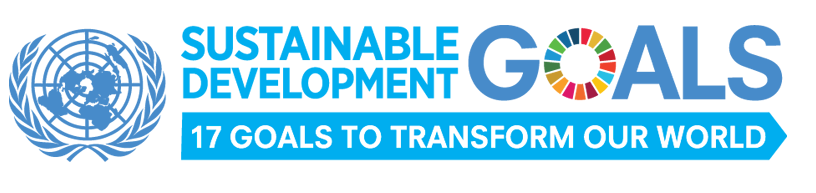 SUSTAINABLE
DEVELOPMENT
GOALS
17 GOALS TO TRANSFORM OUR WORLD